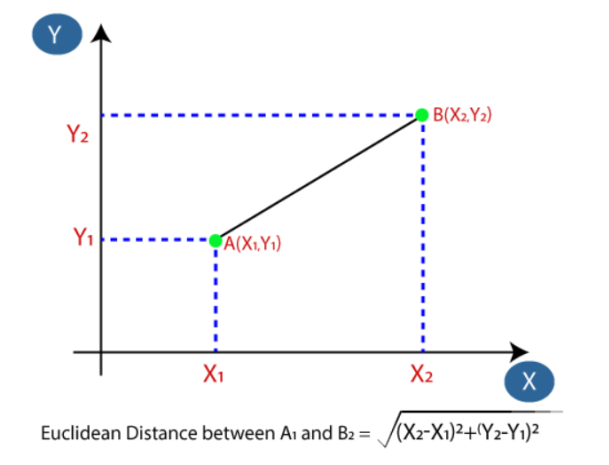 Y
Y₂
B(X₂,Y₂)
Y₁
A(X₁,Y₁)
X₁
X₂
X
Euclidean Distance between A₁ and B₂ = √(X₂-X₁)²+(Y₂-Y₁)²